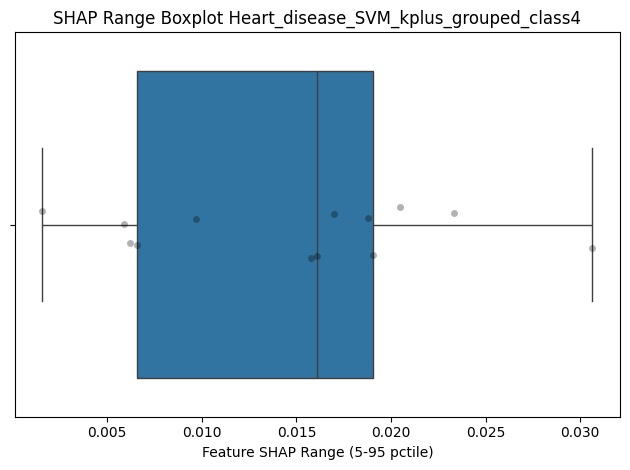 SHAP Range Boxplot Heart_disease_SVM_kplus_grouped_class4
0.005 0.010 0.015 0.020 0.025 0.030
Feature SHAP Range (5-95 pctile)